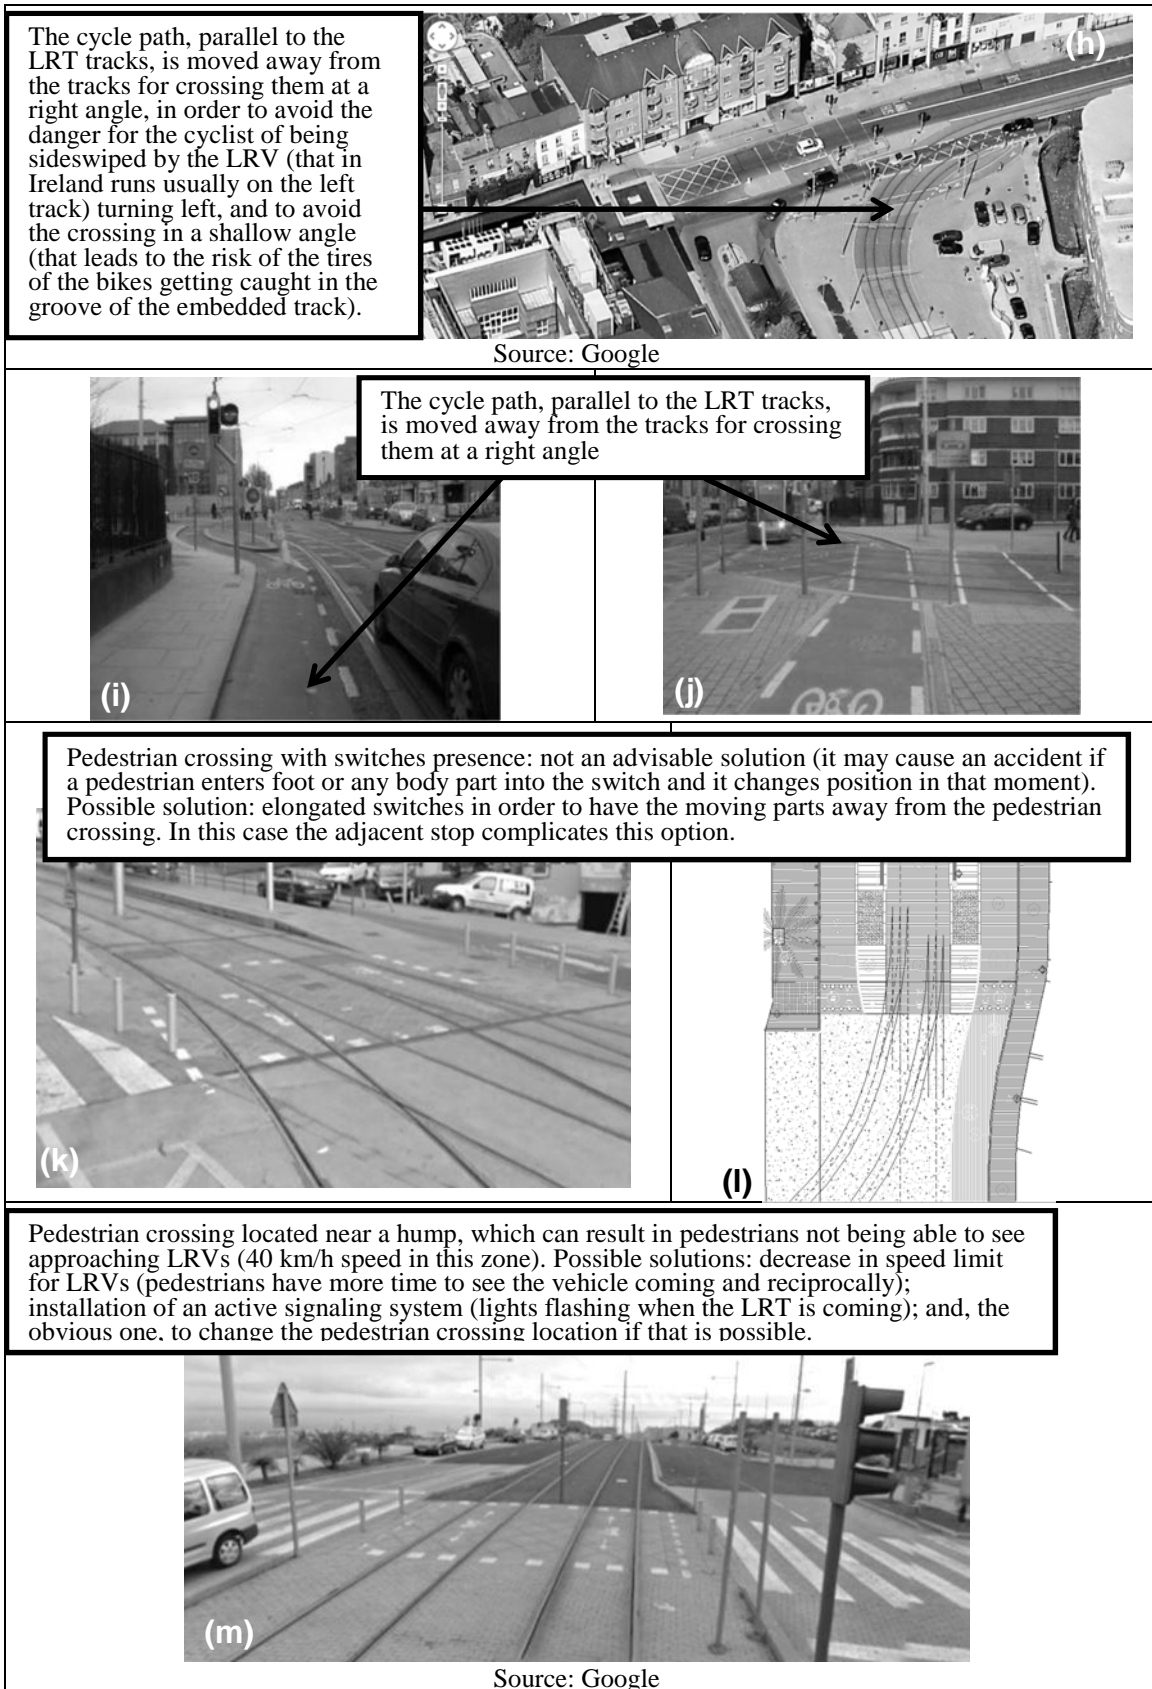 The cycle path, parallel to the
LRT tracks, is moved away from
the tracks for crossing them at a
right angle, in order to avoid the
danger for the cyclist of being
sideswiped by the LRV (that in
Ireland runs usually on the left
track) turning left, and to avoid
the crossing in a shallow angle
(that leads to the risk of the tires
of the bikes getting caught in the
groove of the embedded track).
(h)
Source: Google
The cycle path, parallel to the LRT tracks,
is moved away from the tracks for crossing
them at a right angle
(i)
(j)
Pedestrian crossing with switches presence: not an advisable solution (it may cause an accident if
a pedestrian enters foot or any body part into the switch and it changes position in that moment).
Possible solution: elongated switches in order to have the moving parts away from the pedestrian
crossing. In this case the adjacent stop complicates this option.
(k)
(l)
Pedestrian crossing located near a hump, which can result in pedestrians not being able to see
approaching LRVs (40 km/h speed in this zone). Possible solutions: decrease in speed limit
for LRVs (pedestrians have more time to see the vehicle coming and reciprocally);
installation of an active signaling system (lights flashing when the LRT is coming); and, the
obvious one, to change the pedestrian crossing location if that is possible.
(m)
Source: Google